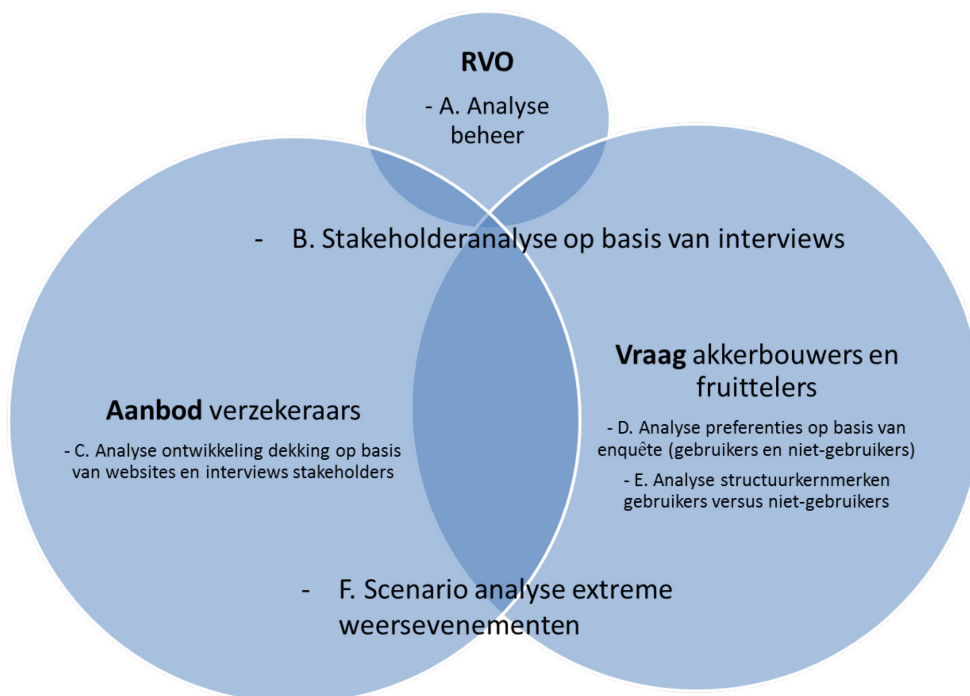 RVO
- A. Analyse
beheer
- B. Stakeholderanalyse op basis van interviews
Aanbod verzekeraars
- C. Analyse ontwikkeling dekking op basis
van websites en interviews stakeholders
Vraag akkerbouwers en
fruittelers
- D. Analyse preferenties op basis van
enquête (gebruikers en niet-gebruikers)
- E. Analyse structuurkernmerken
gebruikers versus niet-gebruikers
- F. Scenario analyse extreme
weersevenementen